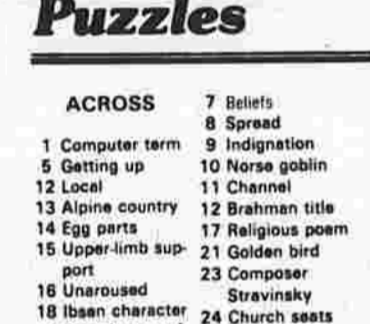 Puzzles
ACROSS
1 Computer term
5 Getting up
12 Local
13 Alpine country
14 Egg parts
15 Upper-limb sup-
port
16 Unaroused
18 Ibsen character
7 Beliefs
8 Spread
9 Indignation
10 Norse goblin
11 Channel
12 Brahman title
17 Religious poem
21 Golden bird
23 Composer
Stravinsky
24 Church seats